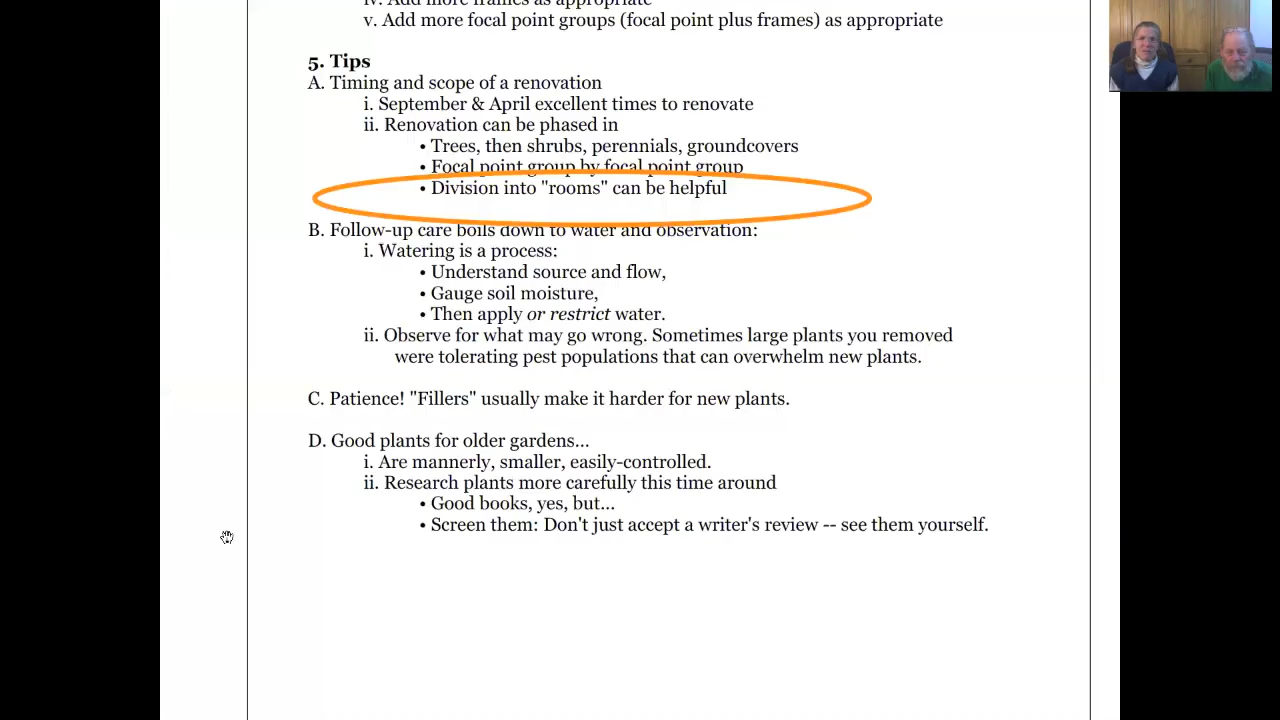 iv. Add more frames as appropriate
v. Add more focal point groups (focal point plus frames) as appropriate
5. Tips
A. Timing and scope of a renovation
i. September & April excellent times to renovate
ii. Renovation can be phased in
• Trees, then shrubs, perennials, groundcovers
• Focal point group by focal point group
• Division into "rooms" can be helpful
B. Follow-up care boils down to water and observation:
i. Watering is a process:
• Understand source and flow,
• Gauge soil moisture,
• Then apply or restrict water.
ii. Observe for what may go wrong. Sometimes large plants you removed
were tolerating pest populations that can overwhelm new plants.
C. Patience! "Fillers" usually make it harder for new plants.
D. Good plants for older gardens...
i. Are mannerly, smaller, easily-controlled.
ii. Research plants more carefully this time around
• Good books, yes, but...
• Screen them: Don't just accept a writer's review -- see them yourself.